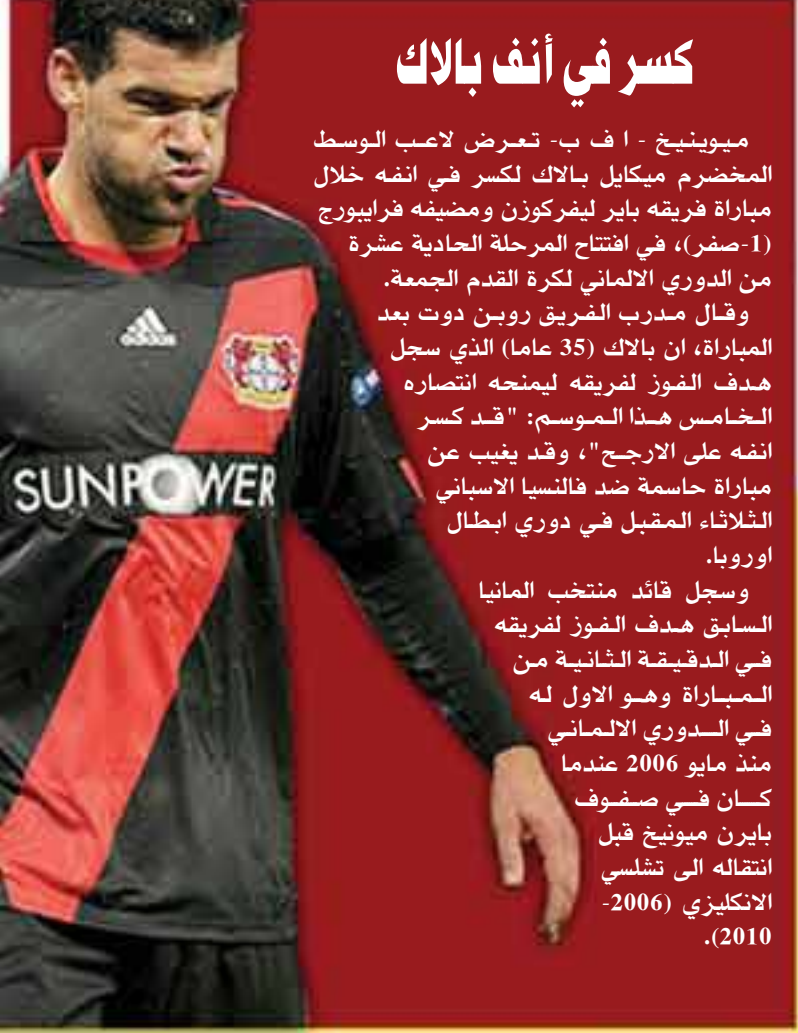 كسر في أنف بالاك
ميوينيخ - ا ف ب- تعرض لاعب الوسط
المخضرم ميكايل بالاك لكسر في انفه خلال
مباراة فريقه باير ليفركوزن ومضيفه فرايبورج
(1-صفر)، في افتتاح المرحلة الحادية عشرة
من الدوري الالماني لكرة القدم الجمعة.
وقال مدرب الفريق روبن دوت بعد
المباراة، ان بالاك (35 عاما) الذي سجل
هدف الفوز لفريقه ليمنحه انتصاره
الخامس هذا الموسم: "قد كسر
انفه على الارجح"، وقد يغيب عن
مباراة حاسمة ضد فالنسيا الاسباني
الثلاثاء المقبل في دوري ابطال
اوروبا.
وسجل قائد منتخب المانيا
السابق هدف الفوز لفريقه
في الدقيقة الثانية من
المباراة وهو الاول له
في الدوري الالماني
منذ مايو 2006 عندما
كان في صفوف
بايرن ميونيخ قبل
انتقاله الى تشلسي
الانكليزي (2006-
2010).
adidas
SUNPOWER